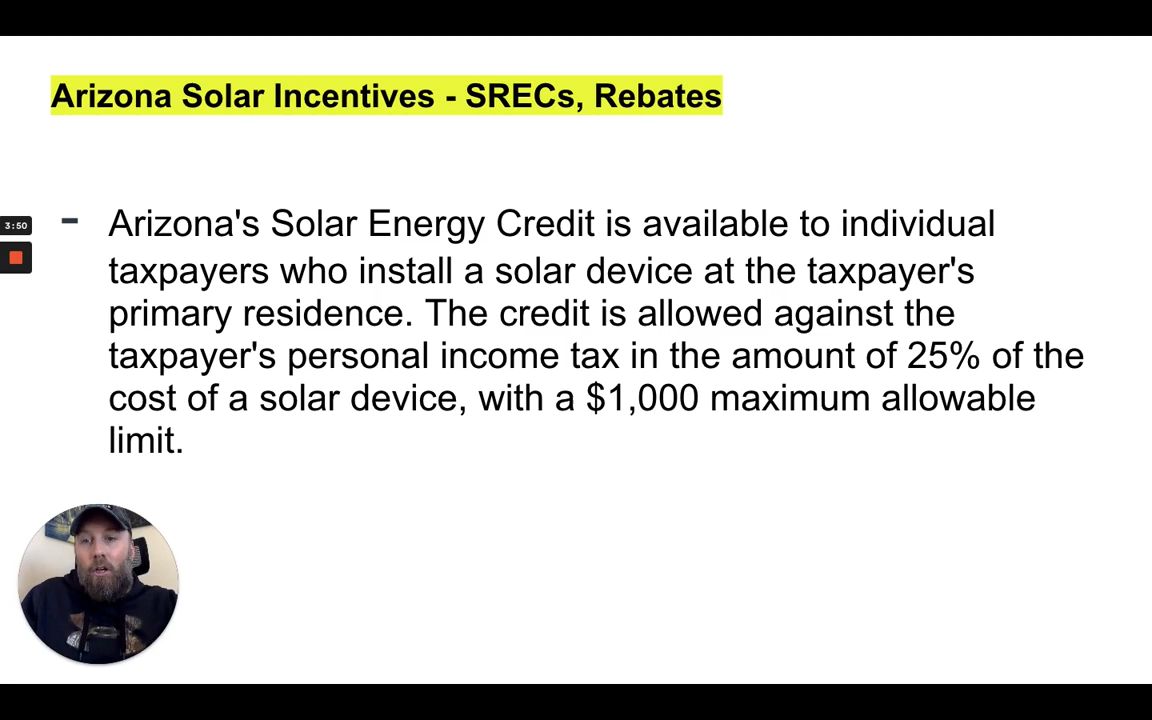 Arizona Solar Incentives - SRECs, Rebates
- Arizona's Solar Energy Credit is available to individual
taxpayers who install a solar device at the taxpayer's
primary residence. The credit is allowed against the
taxpayer's personal income tax in the amount of 25% of the
cost of a solar device, with a $1,000 maximum allowable
limit.
3:50